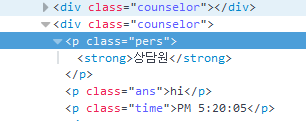 <div class="counselor"></div>
<div class="counselor">
<p class="pers">
<strong>상담원</strong>
</p>
<p class="ans">hi</p>
<p class="time">PM 5:20:05</p>